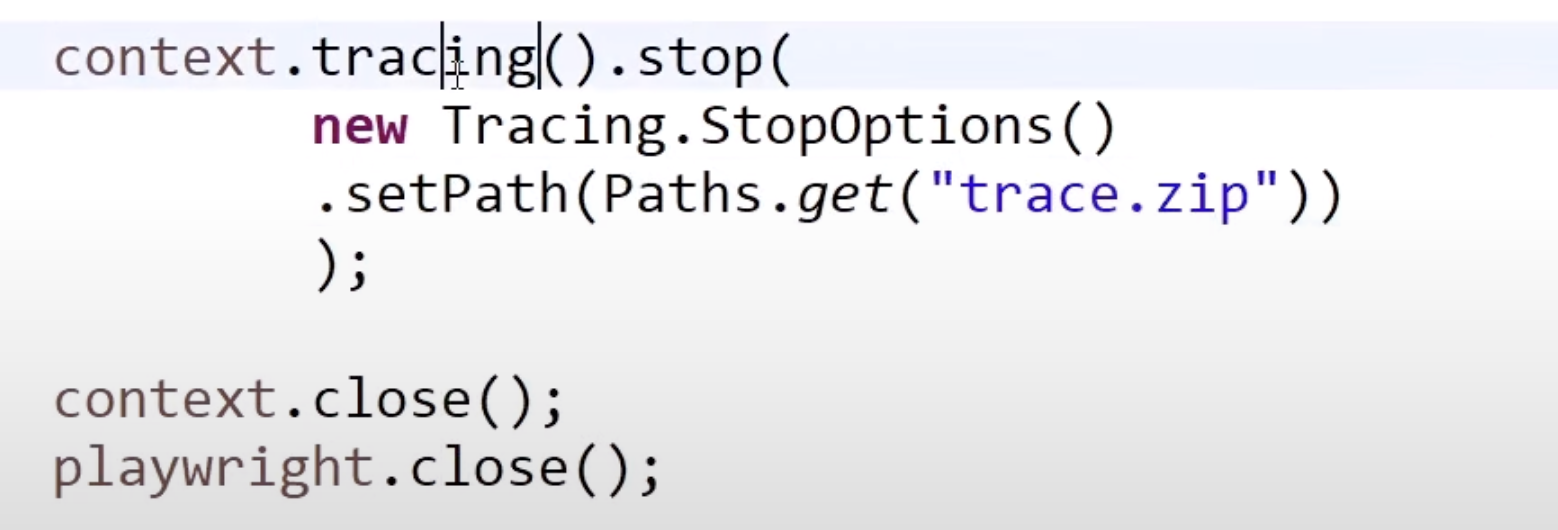 context.tracing().stop(
new Tracing.StopOptions()
.setPath(Paths.get("trace.zip"))
);
context.close();
playwright.close();